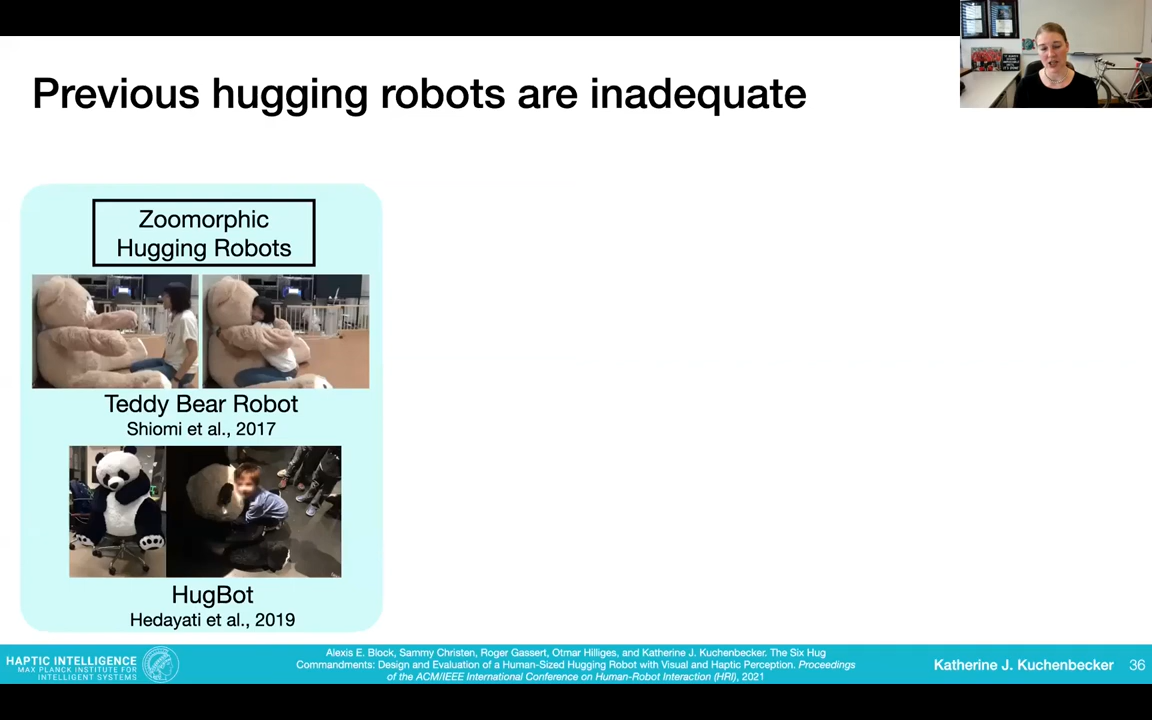 Previous hugging robots are inadequate
Zoomorphic
Hugging Robots
Teddy Bear Robot
Shiomi et al., 2017
HugBot
Hedayati et al., 2019
HAPTIC INTELLIGENCE
MAX PLANCK INSTITUTE FOR
INTELLIGENT SYSTEMS
Alexis E. Block, Sammy Christen, Roger Gassert, Otmar Hilliges, and Katherine J. Kuchenbecker. The Six Hug
Commandments: Design and Evaluation of a Human-Sized Hugging Robot with Visual and Haptic Perception. Proceedings
of the ACM/IEEE International Conference on Human-Robot Interaction (HRI), 2021
Katherine J. Kuchenbecker 36